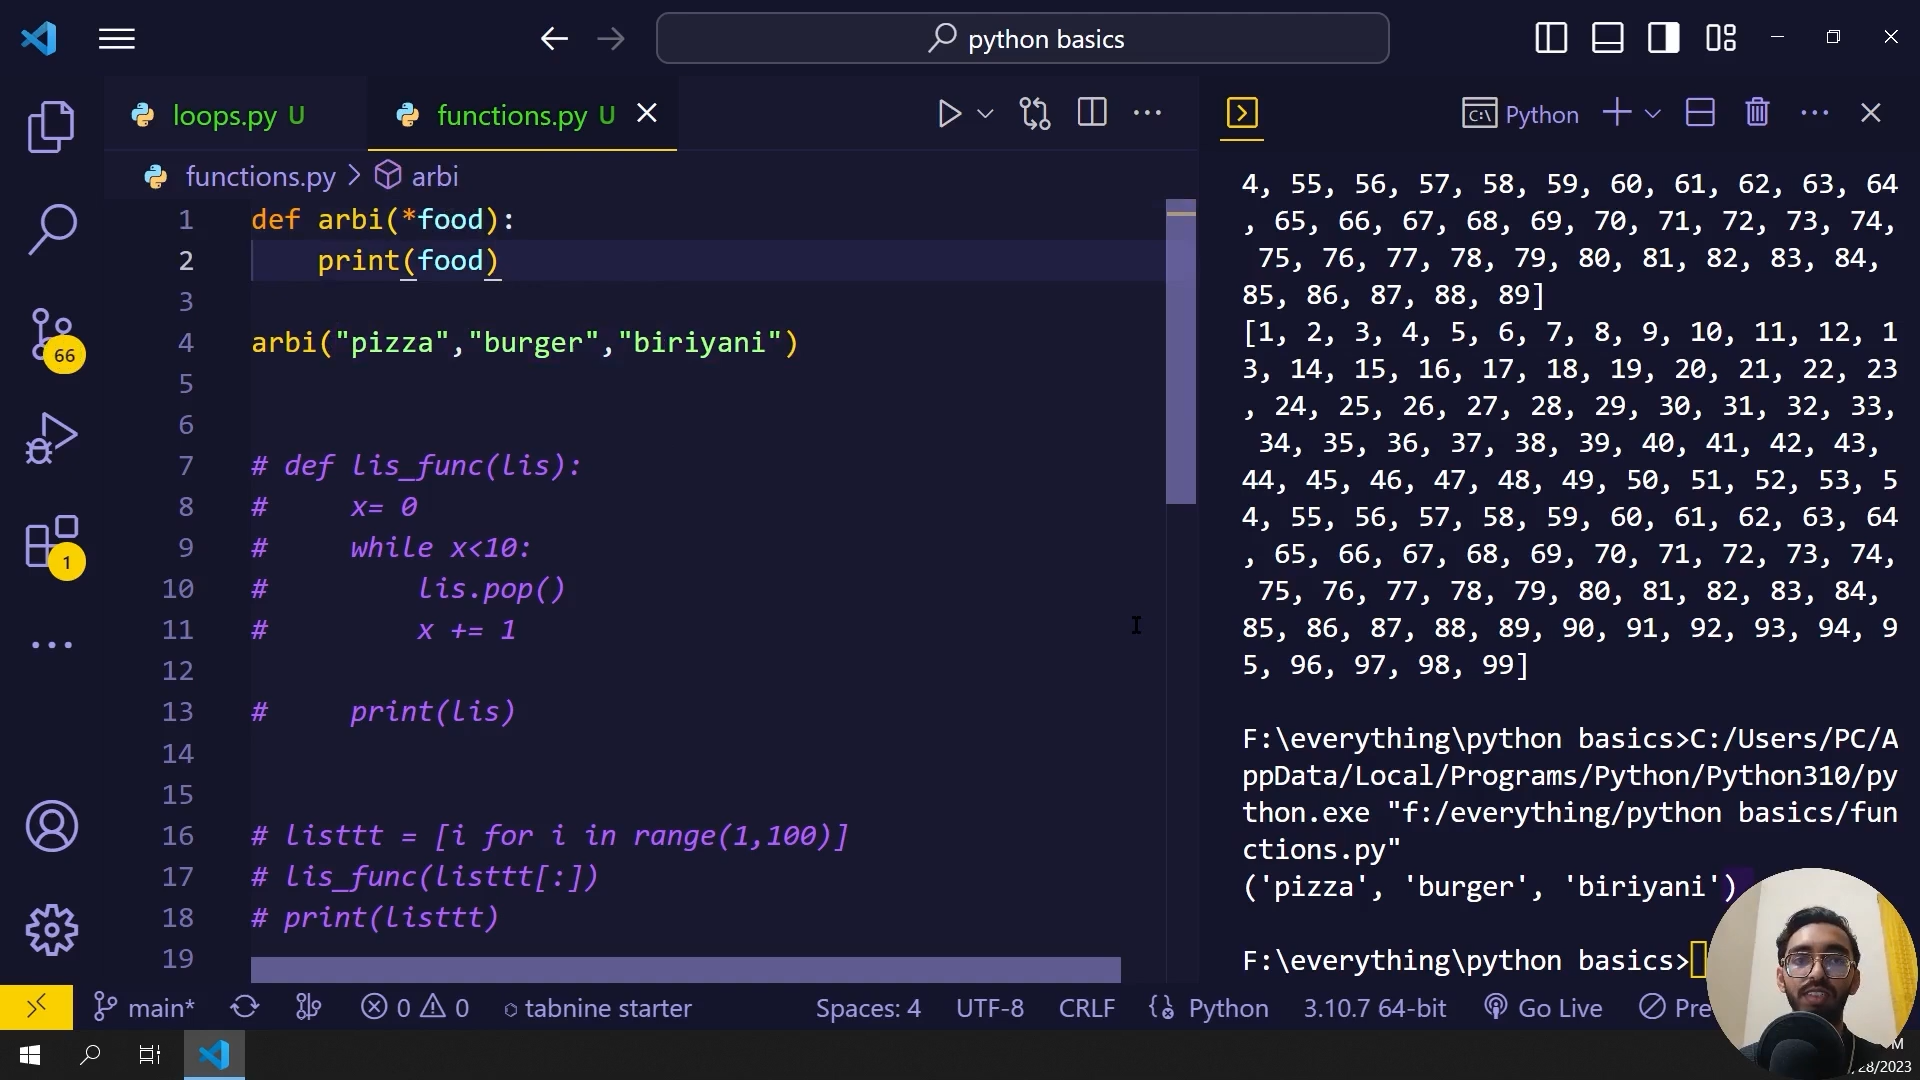 python basics
loops.py U
functions.py U
Python
functions.py > arbi
1 def arbi(*food):
2     print(food)
3
4 arbi("pizza","burger","biriyani")
5
6
7 # def lis_func(lis):
8 #     x= 0
9 #     while x<10:
10 #         lis.pop()
11 #         x += 1
12
13 #     print(lis)
14
15
16 # listtt = [i for i in range(1,100)]
17 # lis_func(listtt[:])
18 # print(listtt)
19
66
1
4, 55, 56, 57, 58, 59, 60, 61, 62, 63, 64
, 65, 66, 67, 68, 69, 70, 71, 72, 73, 74,
75, 76, 77, 78, 79, 80, 81, 82, 83, 84,
85, 86, 87, 88, 89]
[1, 2, 3, 4, 5, 6, 7, 8, 9, 10, 11, 12, 1
3, 14, 15, 16, 17, 18, 19, 20, 21, 22, 23
, 24, 25, 26, 27, 28, 29, 30, 31, 32, 33,
34, 35, 36, 37, 38, 39, 40, 41, 42, 43,
44, 45, 46, 47, 48, 49, 50, 51, 52, 53, 5
4, 55, 56, 57, 58, 59, 60, 61, 62, 63, 64
, 65, 66, 67, 68, 69, 70, 71, 72, 73, 74,
75, 76, 77, 78, 79, 80, 81, 82, 83, 84,
85, 86, 87, 88, 89, 90, 91, 92, 93, 94, 9
5, 96, 97, 98, 99]
F:\everything\python basics>C:/Users/PC/A
ppData/Local/Programs/Python/Python310/py
thon.exe "f:/everything/python basics/fun
ctions.py"
('pizza', 'burger', 'biriyani')
F:\everything\python basics>
main* 0 0 tabnine starter Spaces: 4 UTF-8 CRLF Python 3.10.7 64-bit Go Live Pre
M
/28/2023